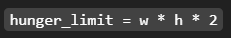 hunger_limit = w * h * 2